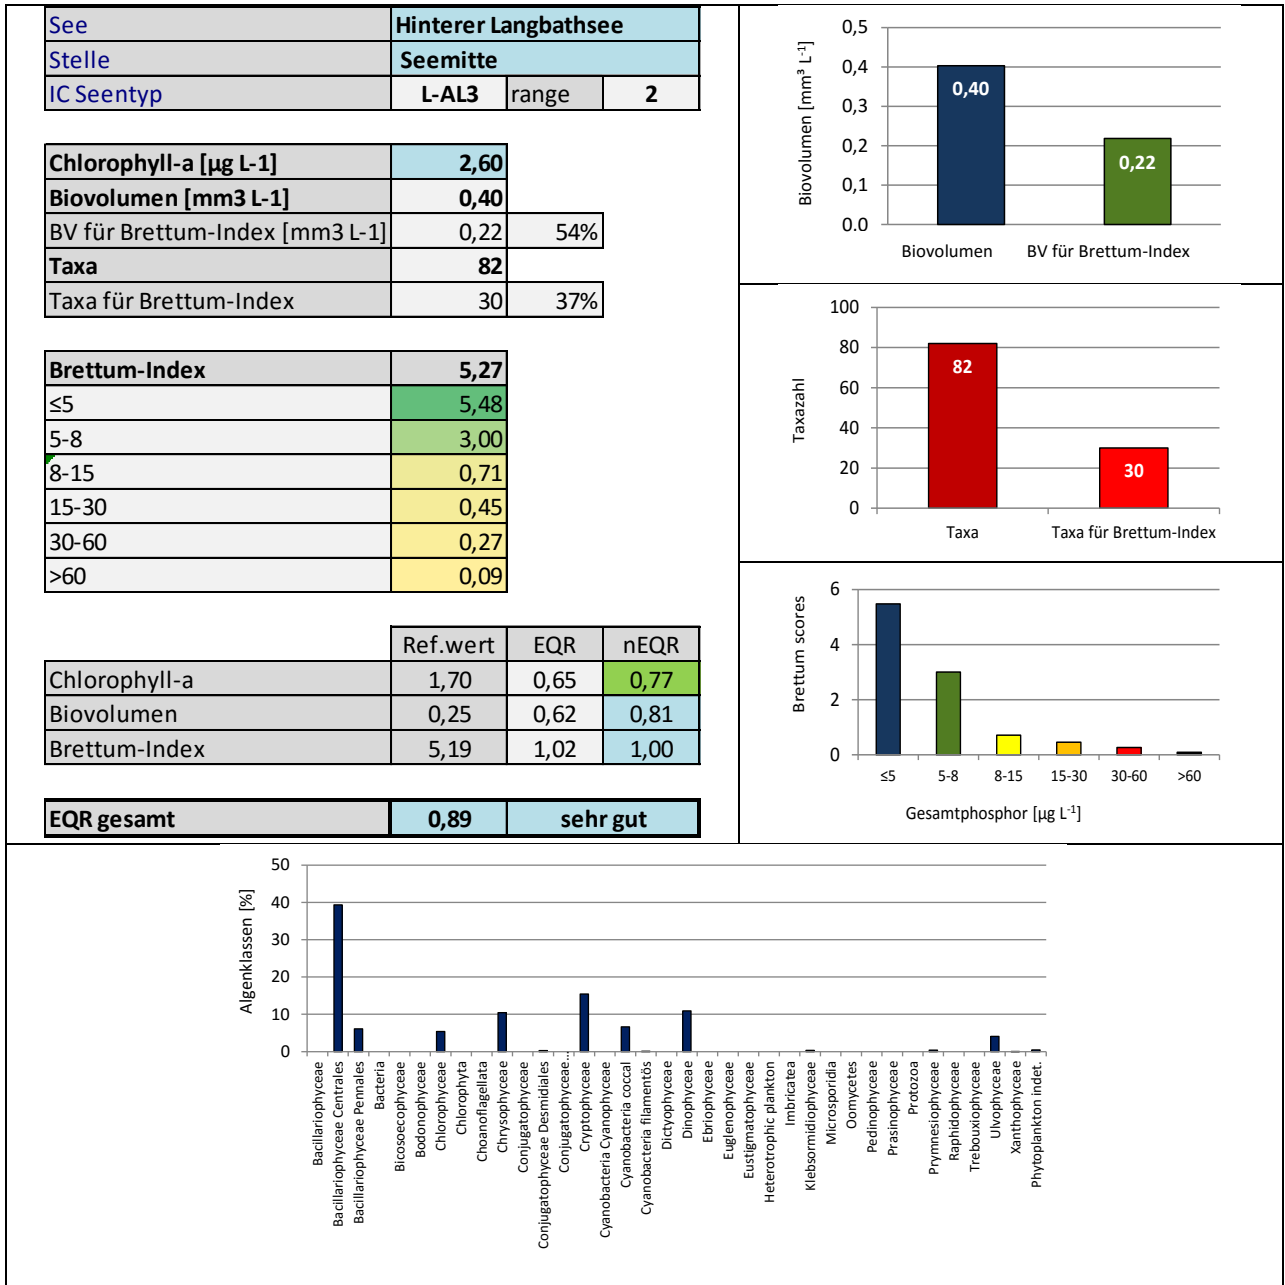 See Hinterer Langbathsee
Stelle Seemitte
IC Seentyp L-AL3 range 2
Chlorophyll-a [µg L-1] 2,60
Biovolumen [mm3 L-1] 0,40
BV für Brettum-Index [mm3 L-1] 0,22 54%
Taxa 82
Taxa für Brettum-Index 30 37%
Brettum-Index 5,27
≤5 5,48
5-8 3,00
8-15 0,71
15-30 0,45
30-60 0,27
>60 0,09
Ref.wert EQR nEQR
Chlorophyll-a 1,70 0,65 0,77
Biovolumen 0,25 0,62 0,81
Brettum-Index 5,19 1,02 1,00
EQR gesamt 0,89 sehr gut
Biovolumen [mm³ L⁻¹]
0,5
0,4
0,3
0,2
0,1
0.0
0,40
0,22
Biovolumen BV für Brettum-Index
Taxazahl
100
80
60
40
20
0
82
30
Taxa Taxa für Brettum-Index
Brettum scores
6
4
2
0
≤5 5-8 8-15 15-30 30-60 >60
Gesamtphosphor [µg L⁻¹]
Algenklassen [%]
50
40
30
20
10
0
Bacillariophyceae
Bacillariophyceae Centrales
Bacillariophyceae Pennales
Bacteria
Bicosoecophyceae
Bodonophyceae
Chlorophyceae
Chlorophyta
Choanoflagellata
Chrysophyceae
Conjugatophyceae
Conjugatophyceae Desmidiales
Conjugatophyceae...
Cryptophyceae
Cyanobacteria Cyanophyceae
Cyanobacteria coccal
Cyanobacteria filamentös
Dictyophyceae
Dinophyceae
Ebriophyceae
Euglenophyceae
Eustigmatophyceae
Heterotrophic plankton
Imbricatea
Klebsormidiophyceae
Microsporidia
Oomycetes
Pedinophyceae
Prasinophyceae
Protozoa
Prymnesiophyceae
Raphidophyceae
Trebouxiophyceae
Ulvophyceae
Xanthophyceae
Phytoplankton indet.